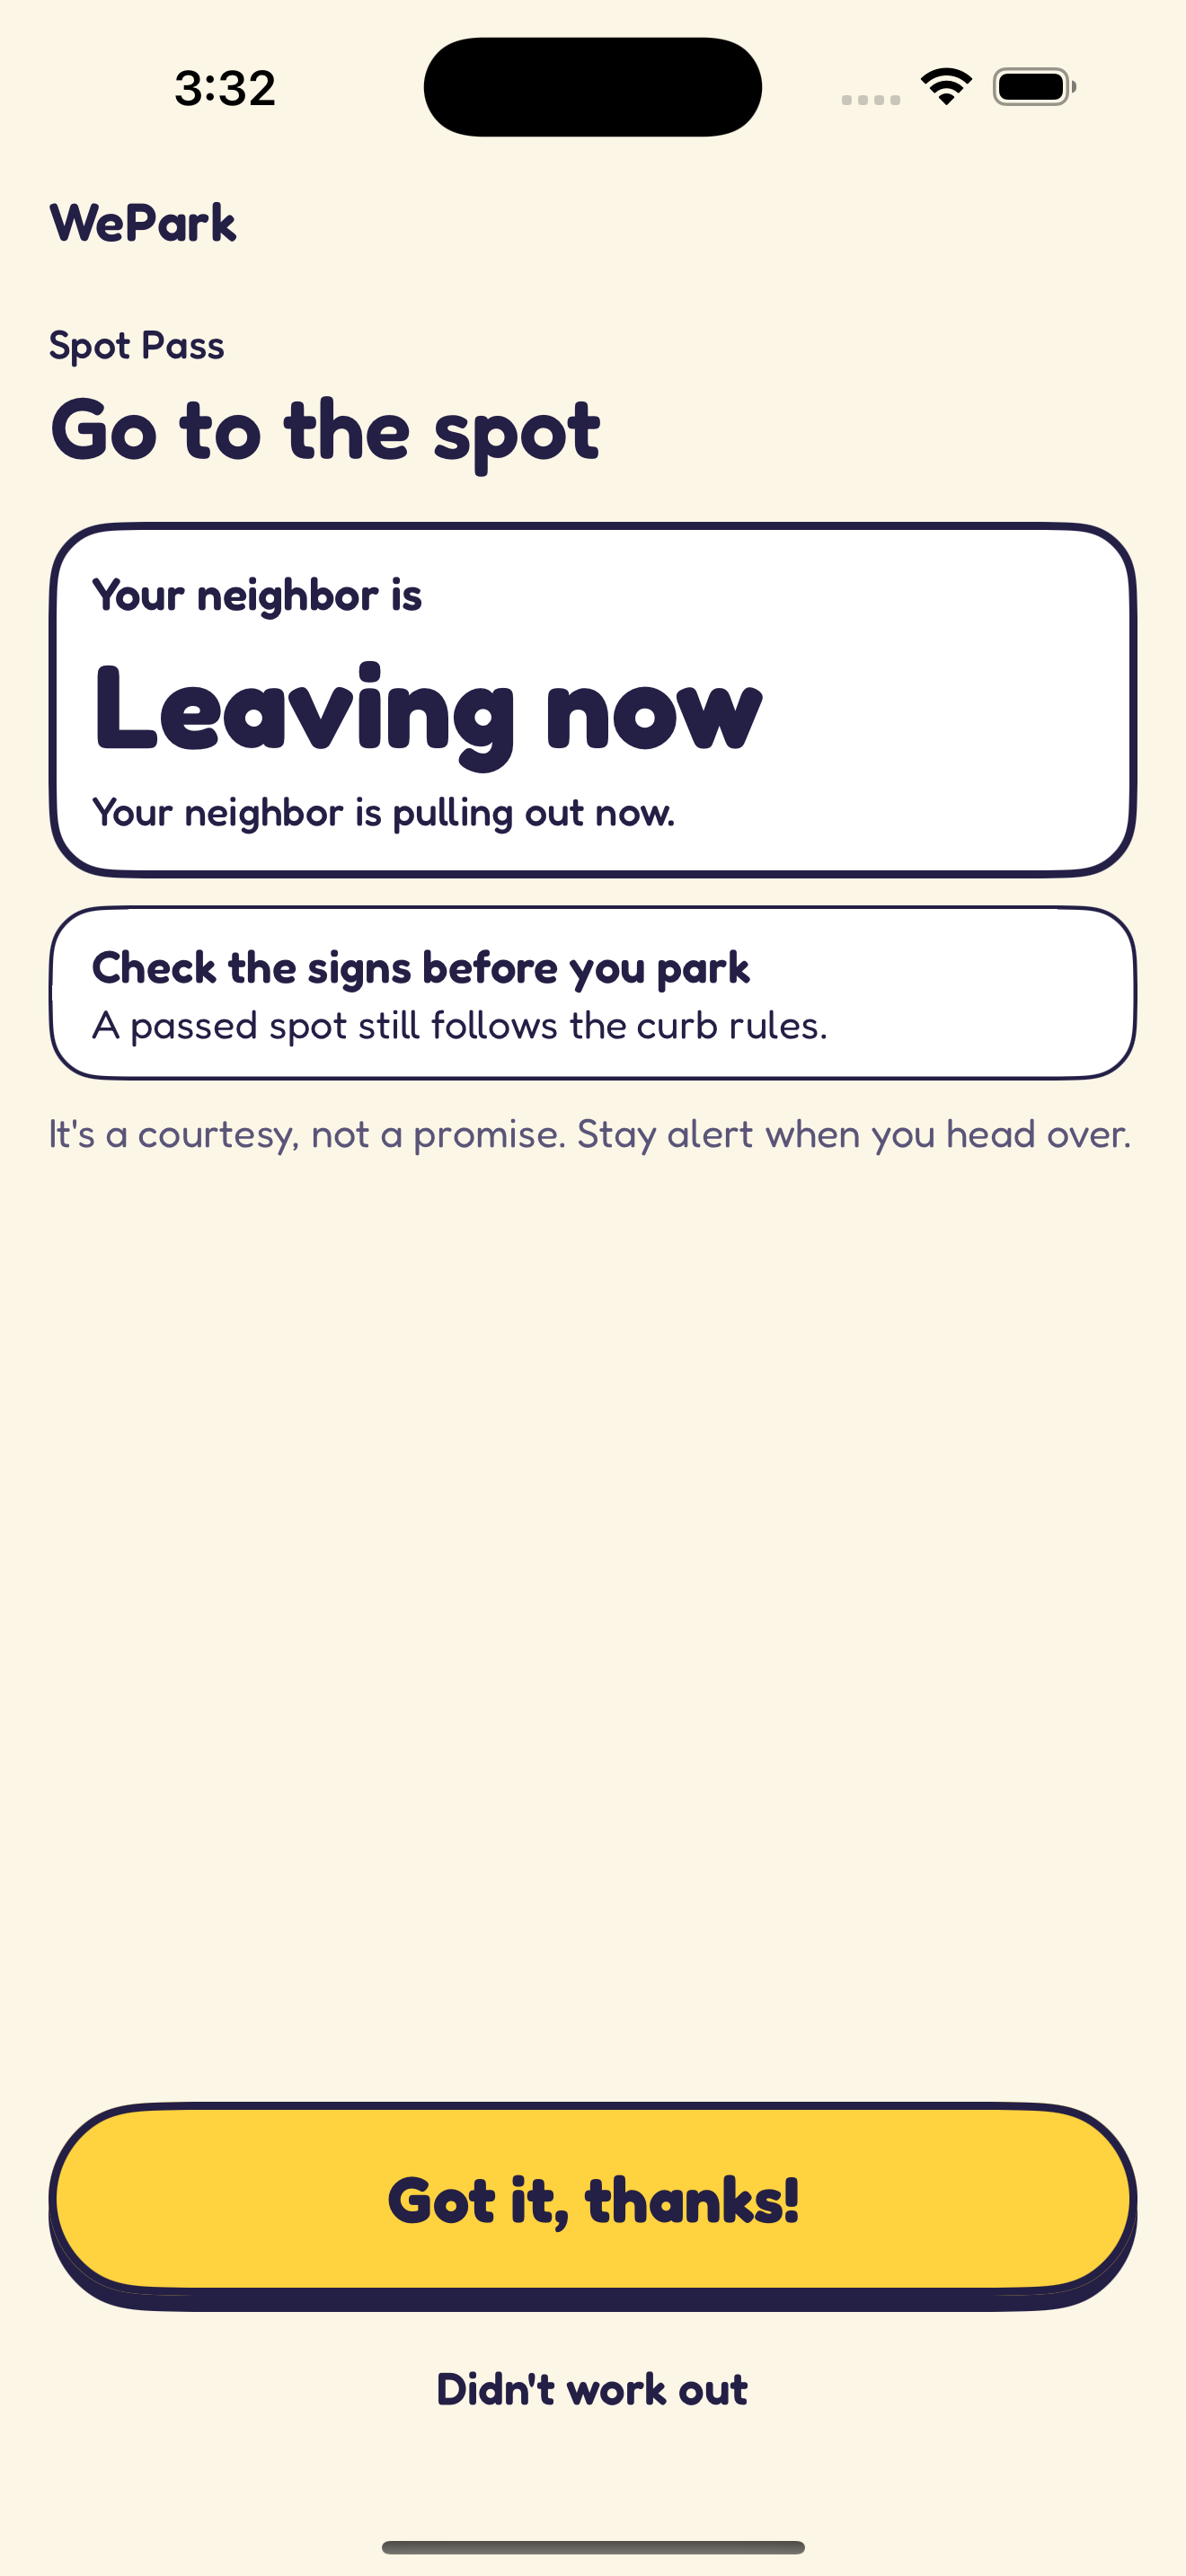 3:32
WePark
Spot Pass
Go to the spot
Your neighbor is
Leaving now
Your neighbor is pulling out now.
Check the signs before you park
A passed spot still follows the curb rules.
It's a courtesy, not a promise. Stay alert when you head over.
Got it, thanks!
Didn't work out